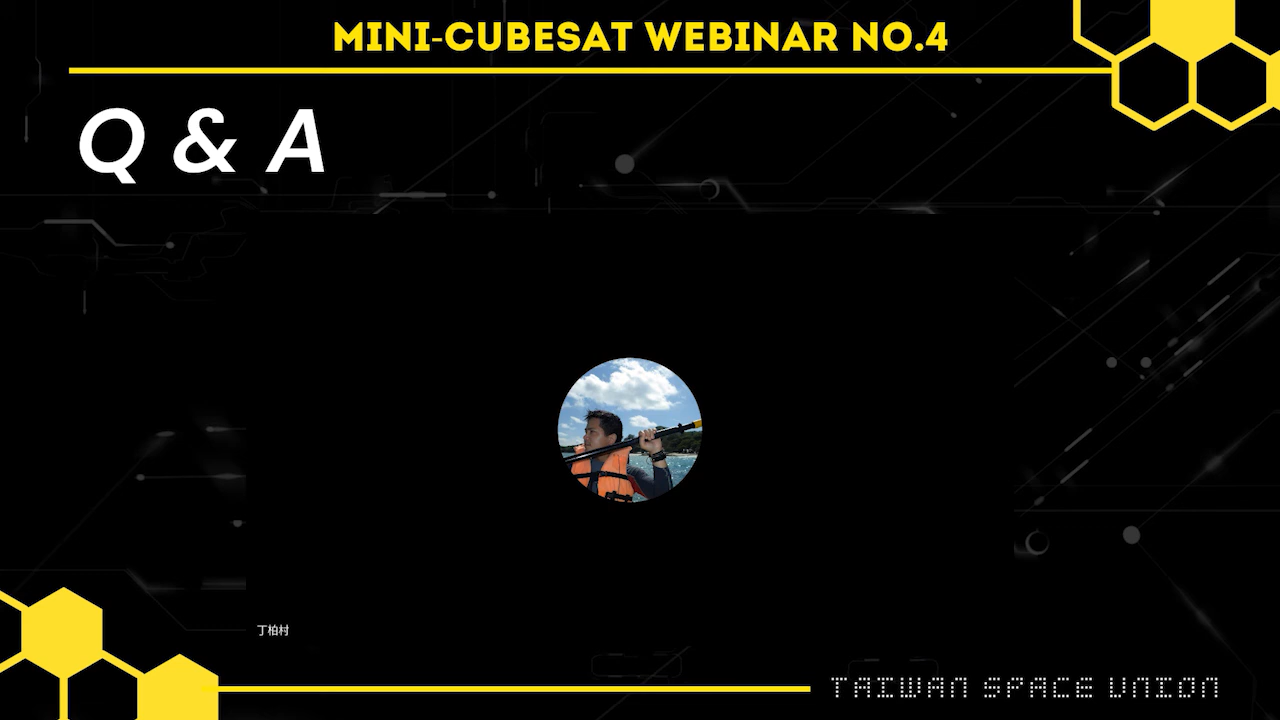 MINI-CUBESAT WEBINAR NO.4
Q & A
丁柏村
TAIWAN SPACE UNION